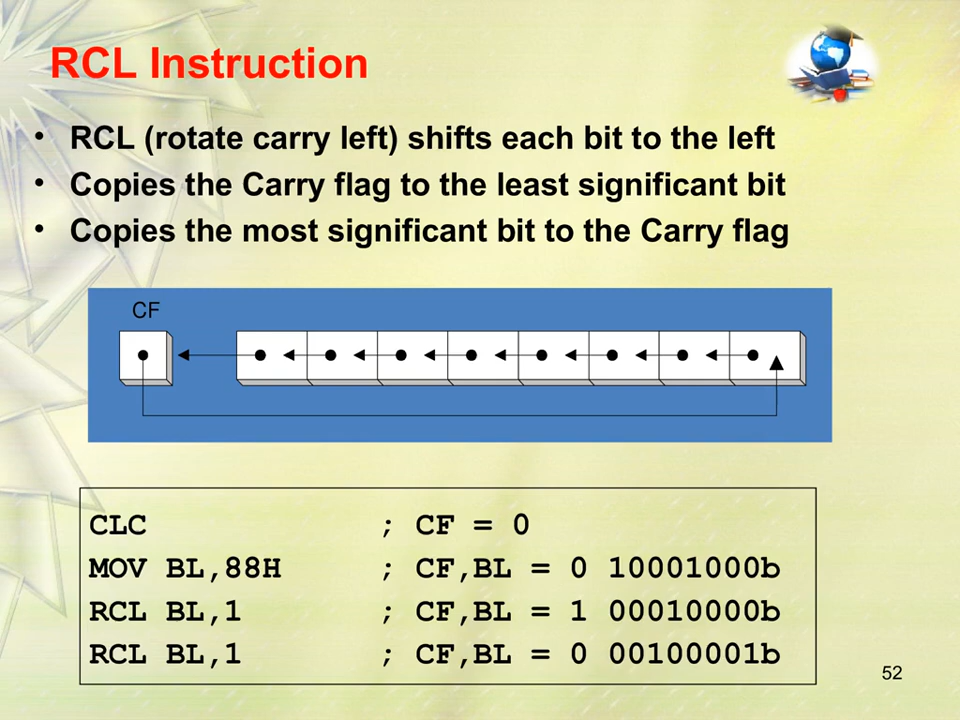 RCL Instruction
• RCL (rotate carry left) shifts each bit to the left
• Copies the Carry flag to the least significant bit
• Copies the most significant bit to the Carry flag
CF
CLC ; CF = 0
MOV BL,88H ; CF,BL = 0 10001000b
RCL BL,1 ; CF,BL = 1 00010000b
RCL BL,1 ; CF,BL = 0 00100001b
52